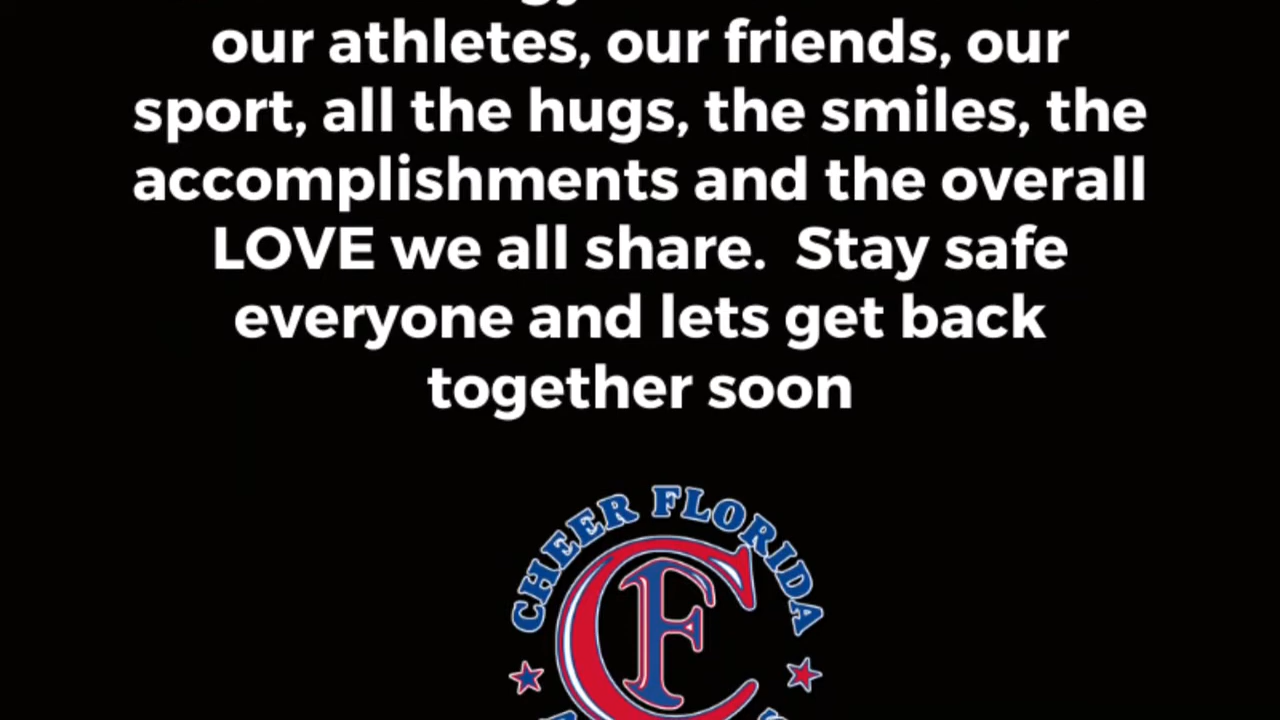 our athletes, our friends, our
sport, all the hugs, the smiles, the
accomplishments and the overall
LOVE we all share.  Stay safe
everyone and lets get back
together soon
CHEER FLORIDA
CF